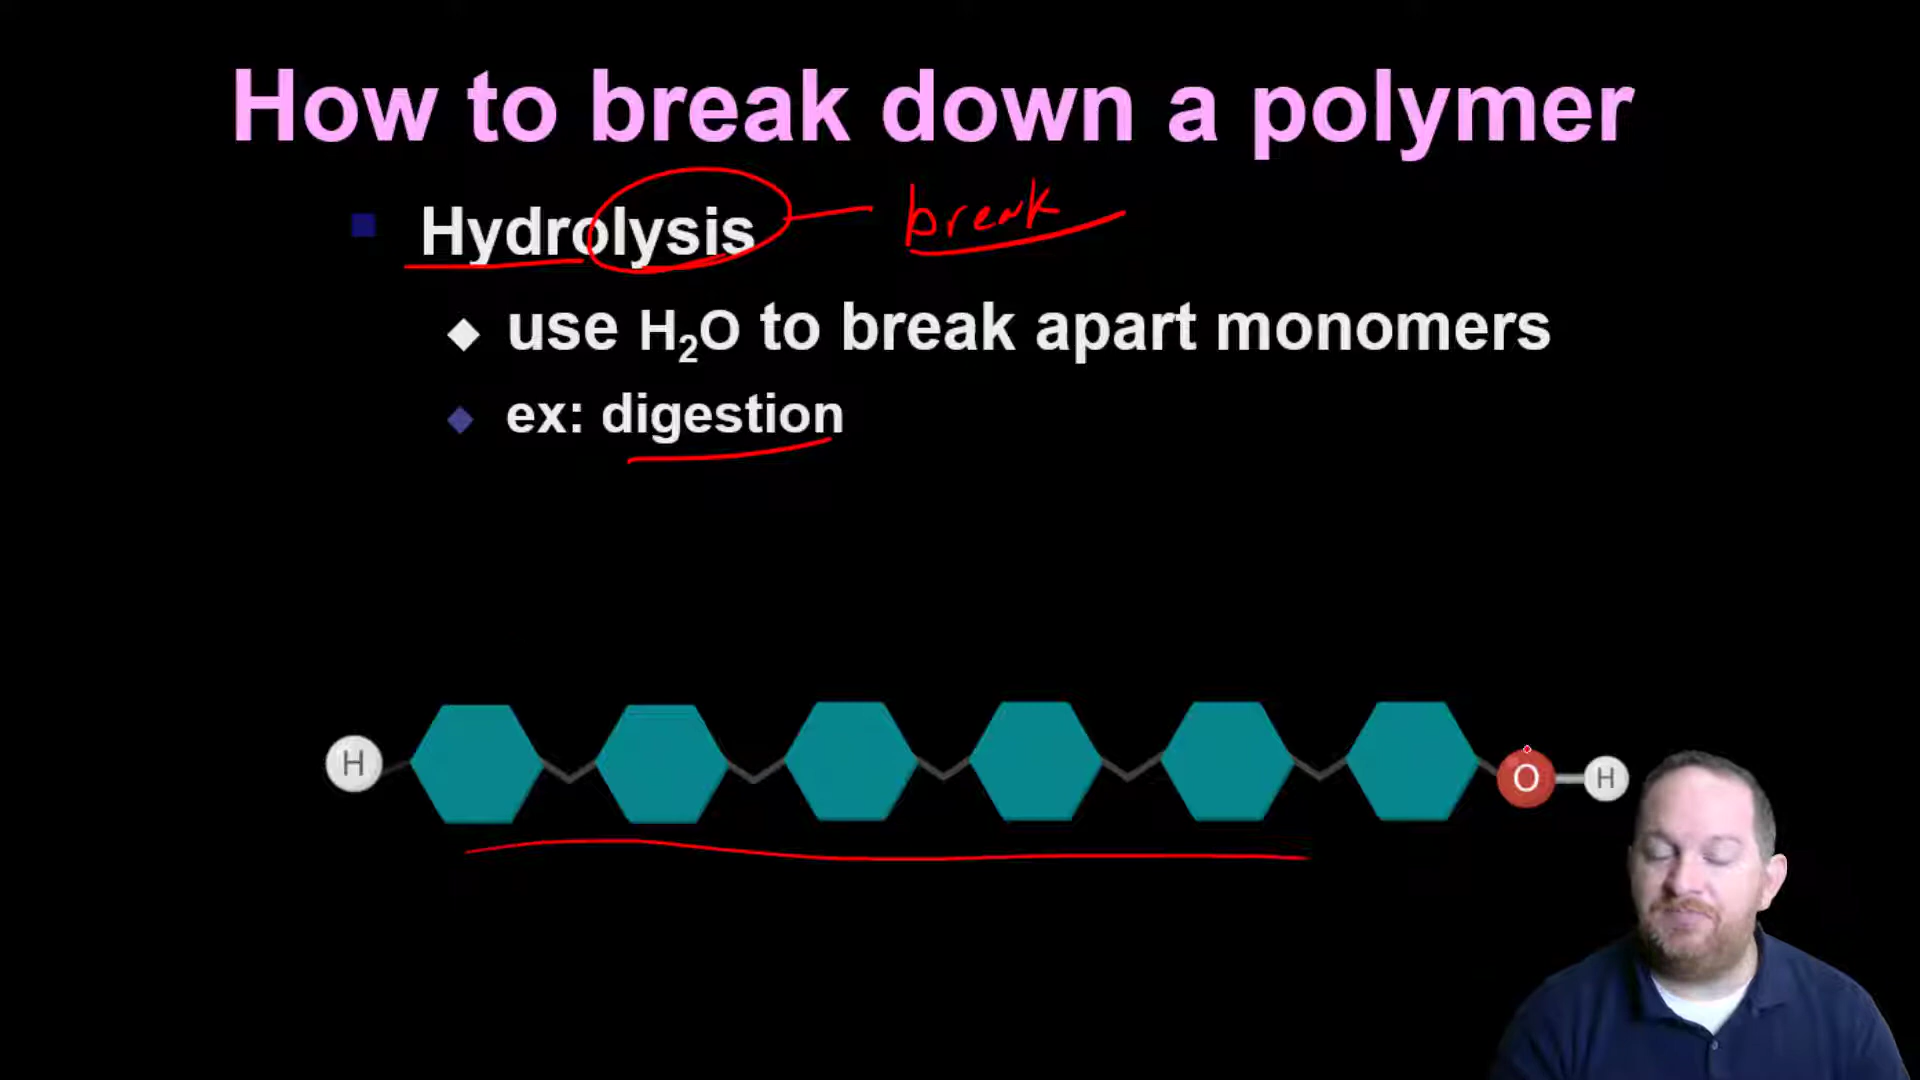 How to break down a polymer
Hydrolysis break
use H₂O to break apart monomers
ex: digestion
H O H